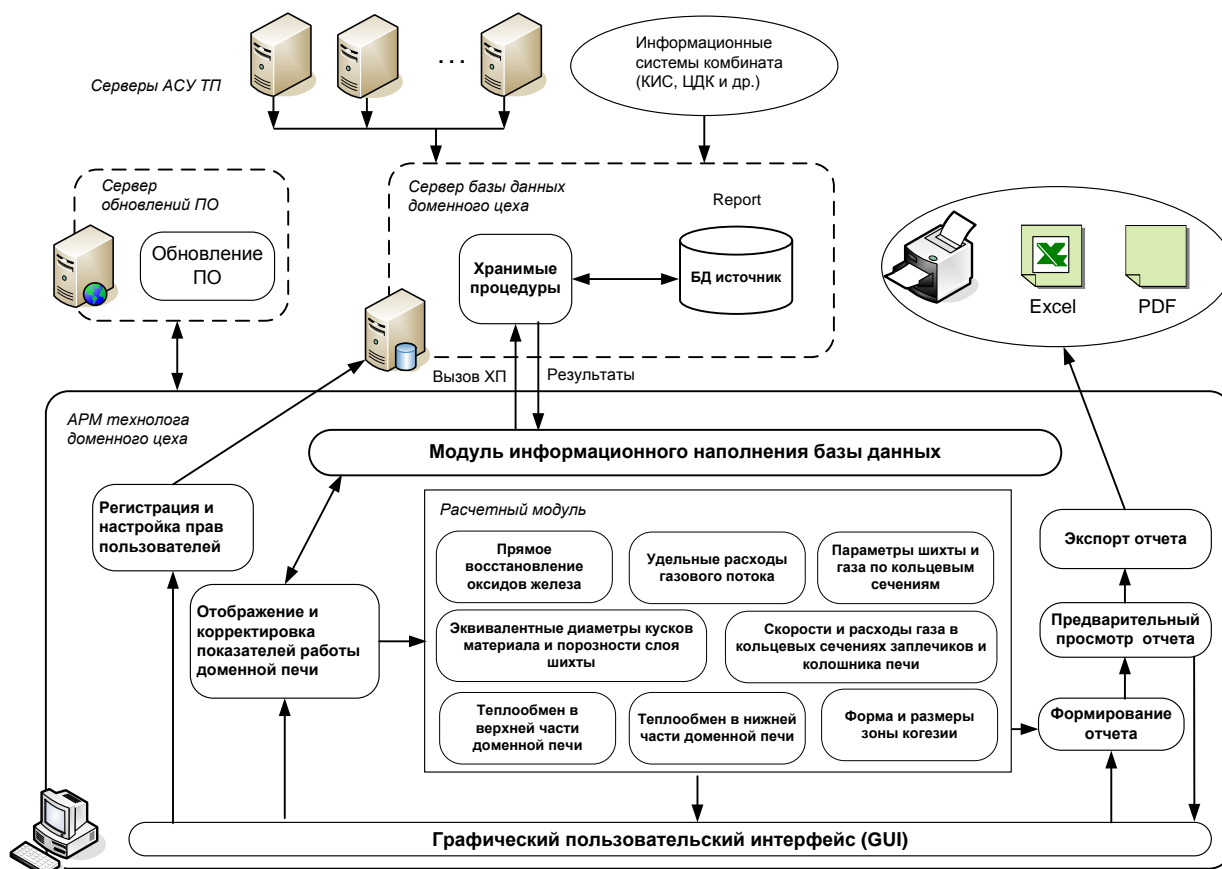 Серверы АСУ ТП
. . .
Информационные
системы комбината
(КИС, ЦДК и др.)
Сервер
обновлений ПО
Обновление
ПО
Сервер базы данных
доменного цеха
Report
Хранимые
процедуры
БД источник
Excel
PDF
Вызов ХП
Результаты
АРМ технолога
доменного цеха
Модуль информационного наполнения базы данных
Регистрация и
настройка прав
пользователей
Отображение и
корректировка
показателей работы
доменной печи
Расчетный модуль
Прямое
восстановление
оксидов железа
Удельные расходы
газового потока
Параметры шихты и
газа по кольцевым
сечениям
Эквивалентные диаметры кусков
материала и порозности слоя
шихты
Скорости и расходы газа в
кольцевых сечениях заплечиков и
колошника печи
Теплообмен в
верхней части
доменной печи
Теплообмен в нижней
части доменной печи
Форма и размеры
зоны когезии
Экспорт отчета
Предварительный
просмотр отчета
Формирование
отчета
Графический пользовательский интерфейс (GUI)